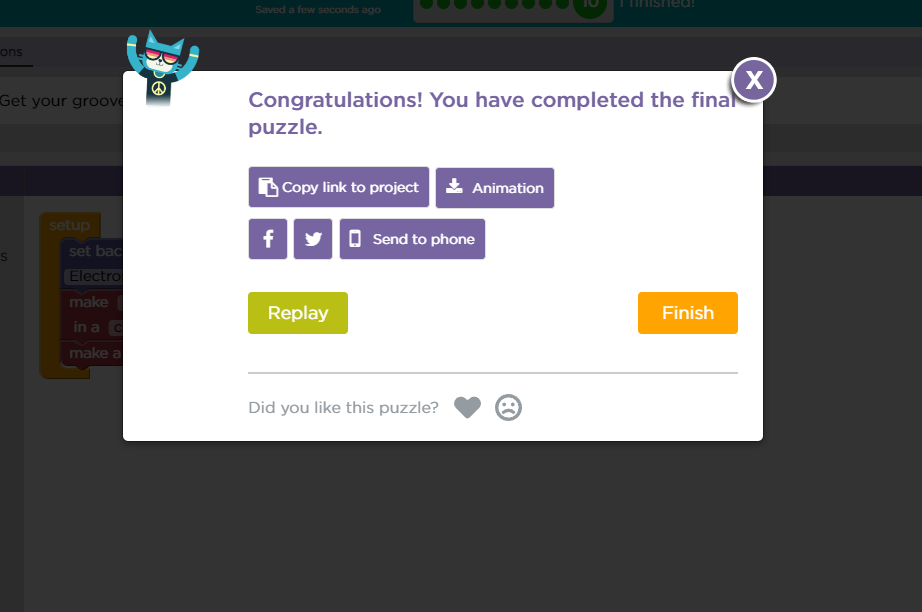 I finished!
10
Saved a few seconds ago
ons
Get your groove
X
Congratulations! You have completed the final
puzzle.
Copy link to project
Animation
Send to phone
Replay
Finish
Did you like this puzzle?
s
setup
set bac
Electro
make
in a
make a